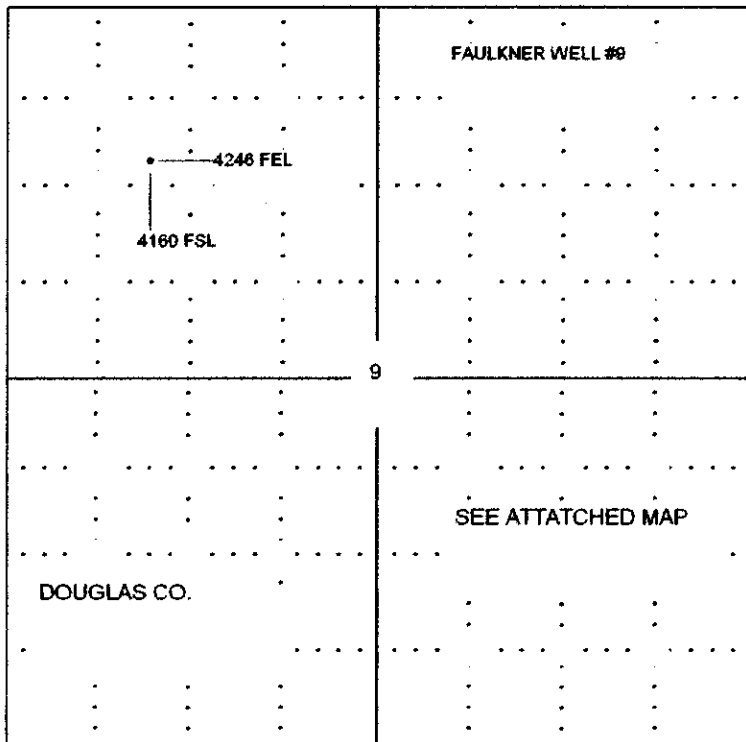 FAULKNER WELL #9
4246 FEL
4160 FSL
9
SEE ATTATCHED MAP
DOUGLAS CO.